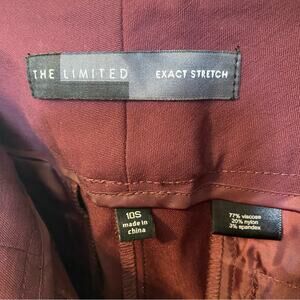 THE LIMITED EXACT STRETCH
10S
made in
china
77% viscose
20% nylon
3% spandex